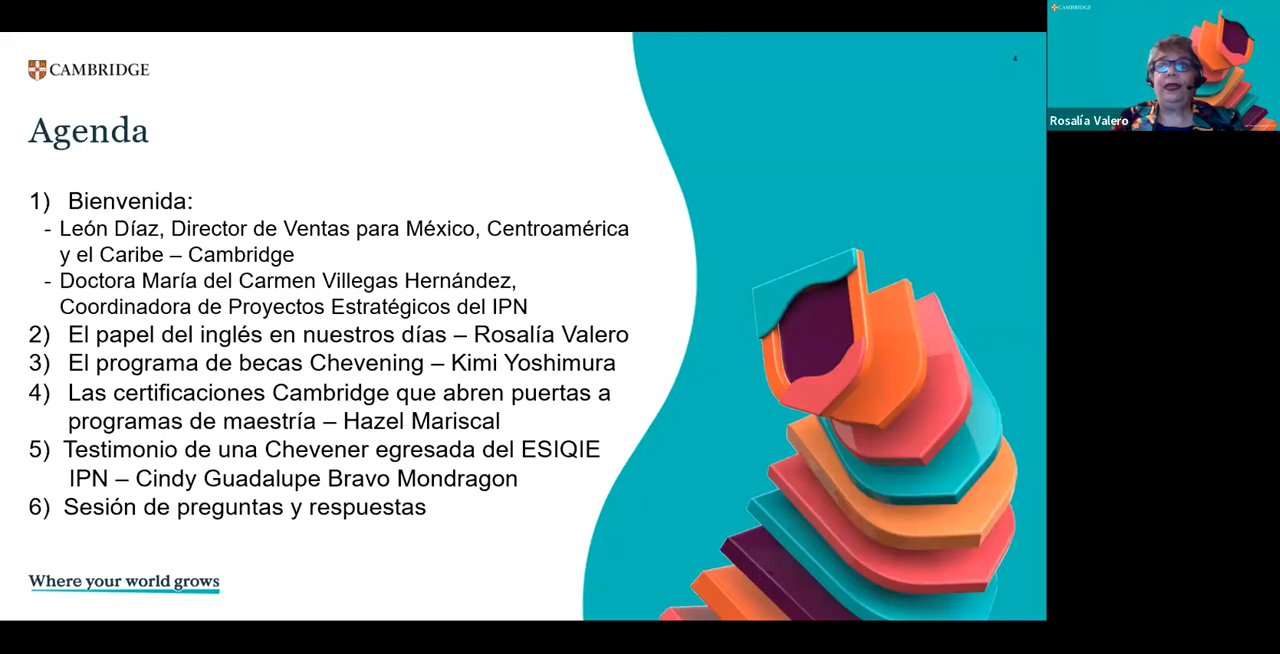 CAMBRIDGE
Agenda
1) Bienvenida:
- León Díaz, Director de Ventas para México, Centroamérica
y el Caribe – Cambridge
- Doctora María del Carmen Villegas Hernández,
Coordinadora de Proyectos Estratégicos del IPN
2) El papel del inglés en nuestros días – Rosalía Valero
3) El programa de becas Chevening – Kimi Yoshimura
4) Las certificaciones Cambridge que abren puertas a
programas de maestría – Hazel Mariscal
5) Testimonio de una Chevener egresada del ESIQIE
IPN – Cindy Guadalupe Bravo Mondragon
6) Sesión de preguntas y respuestas
Where your world grows
4
CAMBRIDGE
Rosalía Valero